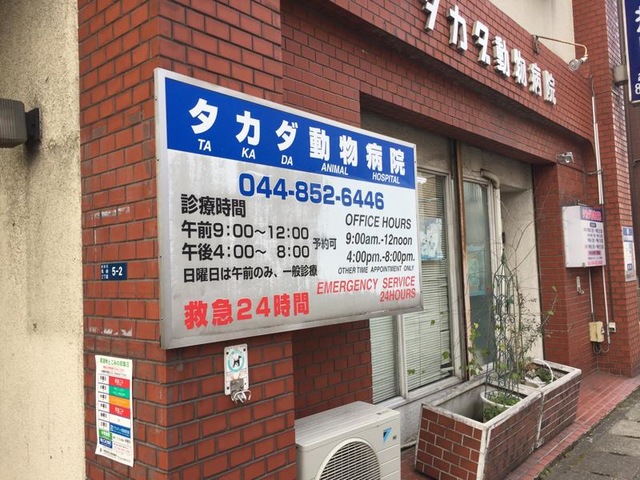 タカダ動物病院
タカダ動物病院
TA KA DA ANIMAL HOSPITAL
044-852-6446
診療時間
午前9:00〜12:00
午後4:00〜 8:00
予約可
日曜日は午前のみ、一般診療
救急24時間
OFFICE HOURS
9:00am.-12noon
4:00pm.-8:00pm.
OTHER TIME APPOINTMENT ONLY
EMERGENCY SERVICE
24HOURS
5-2
DAIKIN